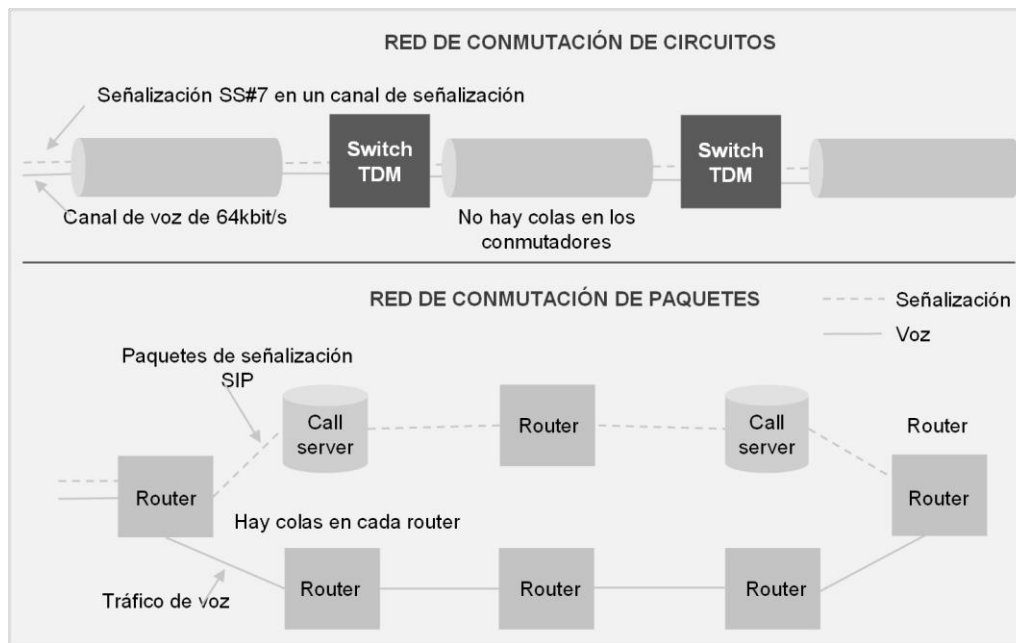 RED DE CONMUTACIÓN DE CIRCUITOS
Señalización SS#7 en un canal de señalización
Switch
TDM
Switch
TDM
Canal de voz de 64kbit/s
No hay colas en los
conmutadores
RED DE CONMUTACIÓN DE PAQUETES
Señalización
Voz
Paquetes de señalización
SIP
Call
server
Router
Call
server
Router
Router
Router
Hay colas en cada router
Router
Router
Router
Tráfico de voz